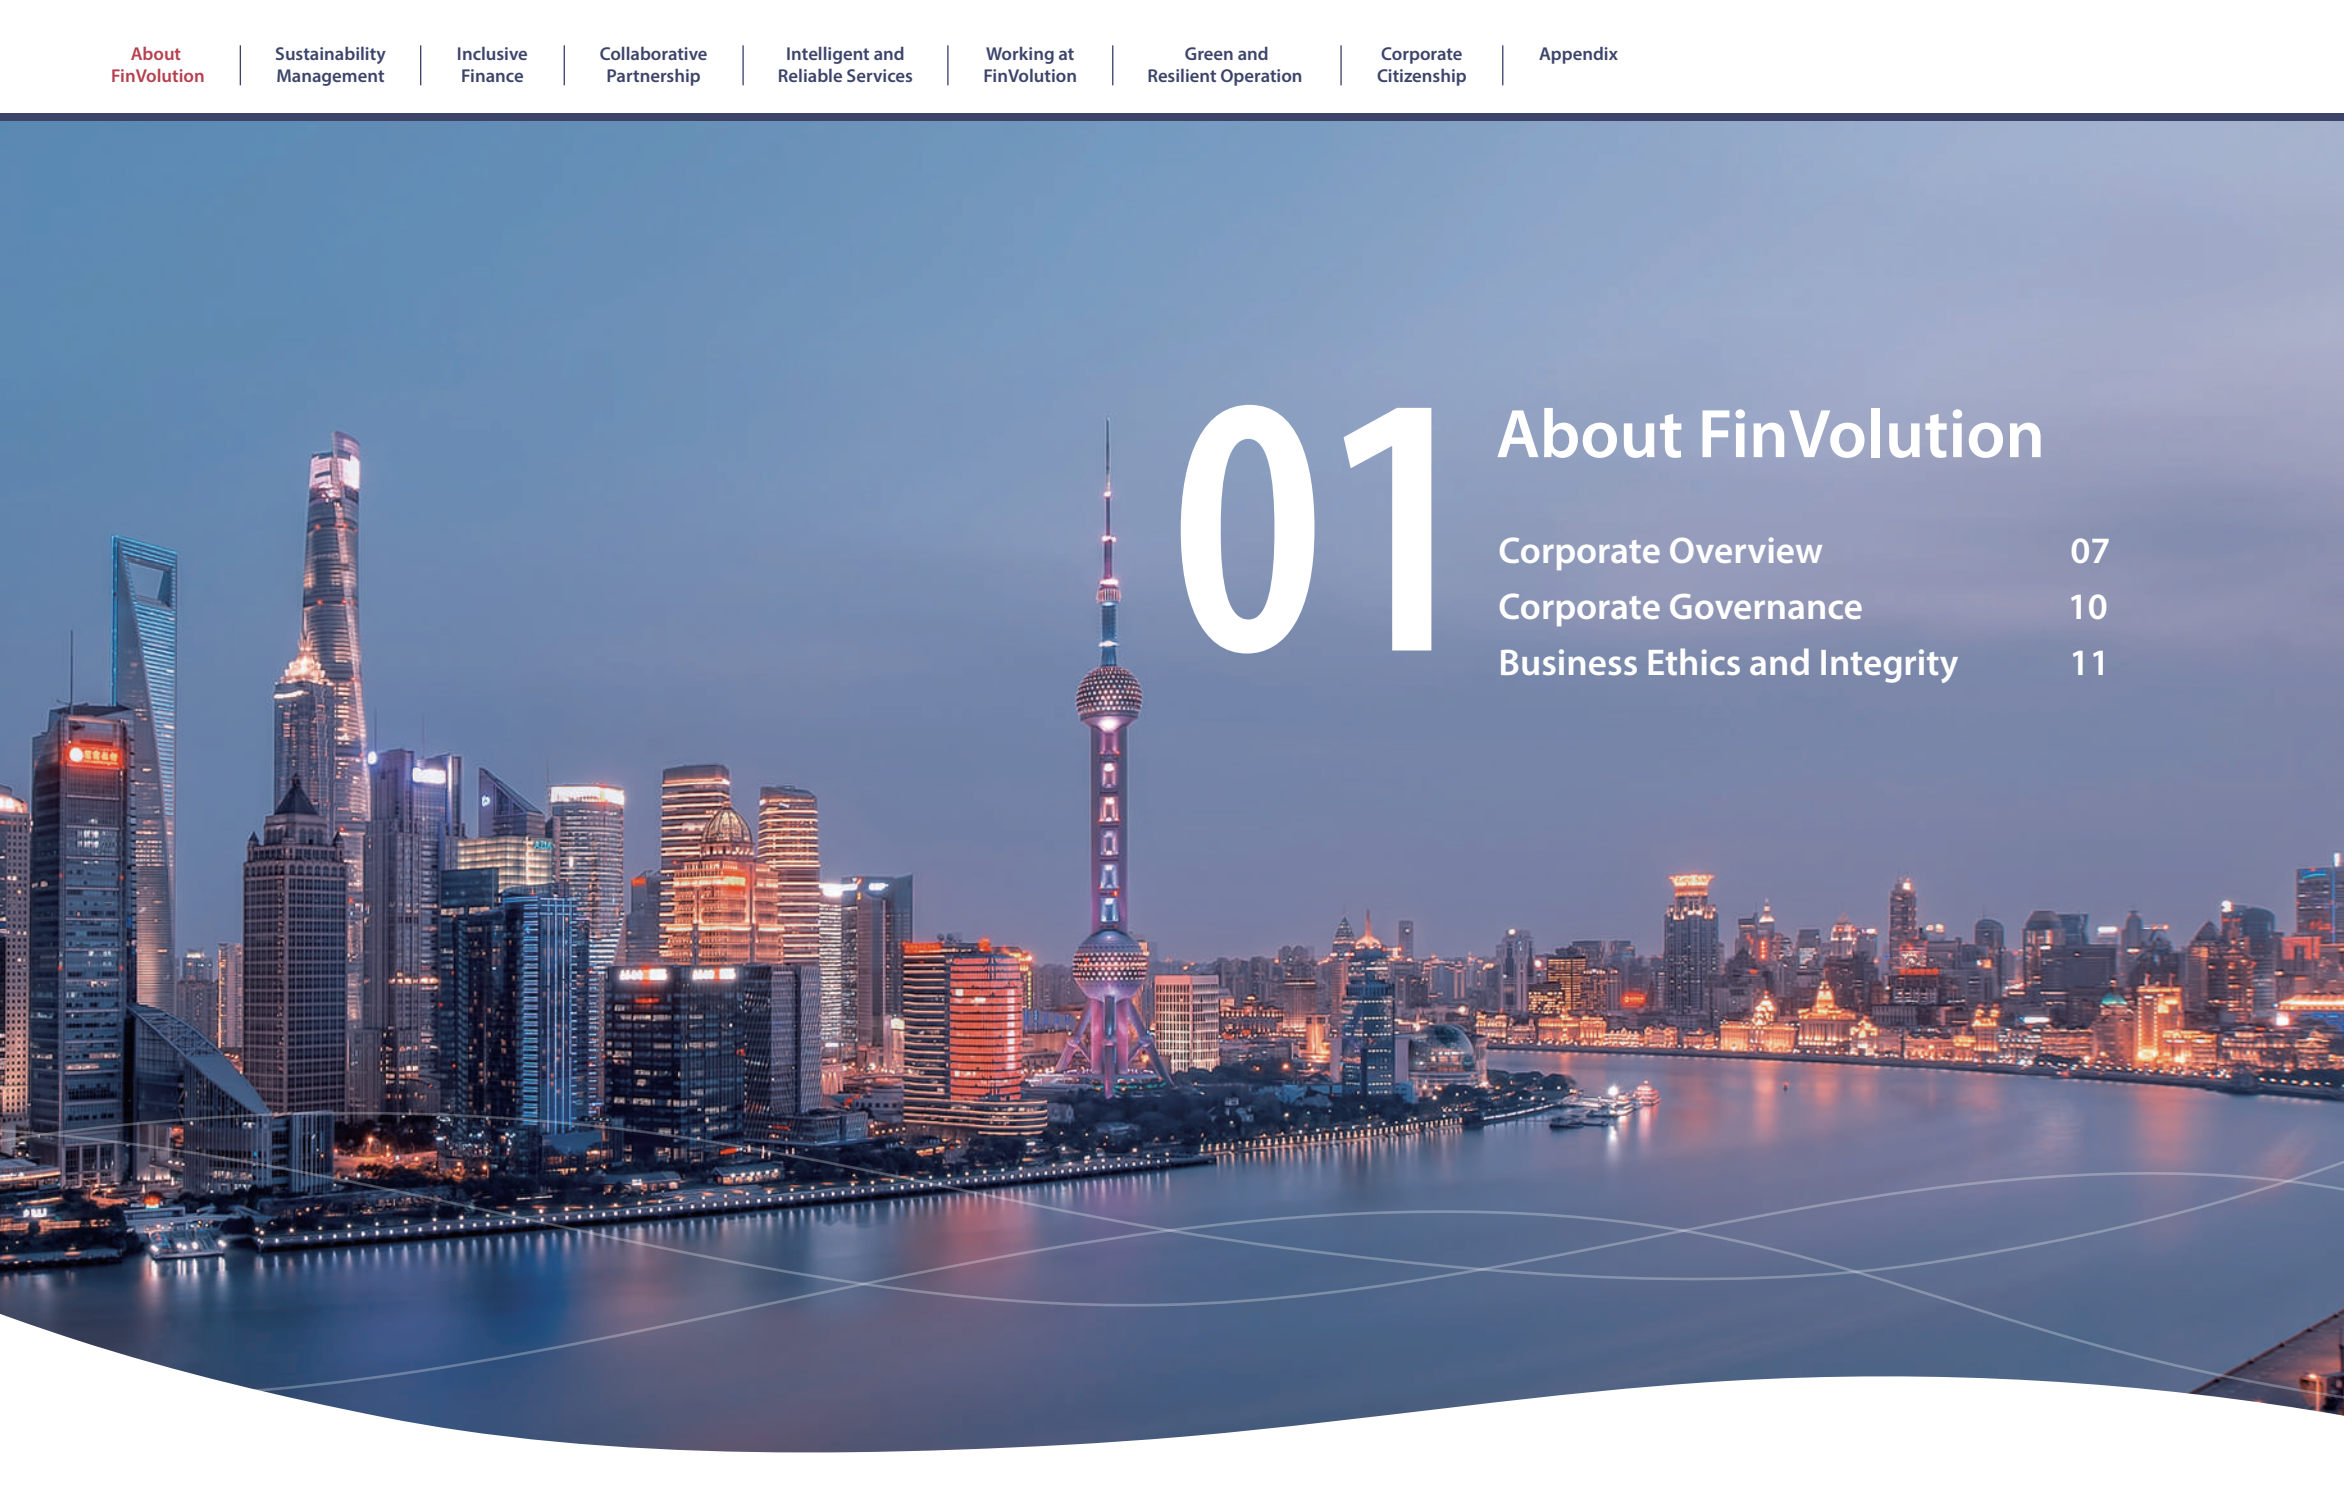 About
FinVolution
Sustainability
Management
Inclusive
Finance
Collaborative
Partnership
Intelligent and
Reliable Services
Working at
FinVolution
Green and
Resilient Operation
Corporate
Citizenship
Appendix
01
About FinVolution
Corporate Overview 07
Corporate Governance 10
Business Ethics and Integrity 11